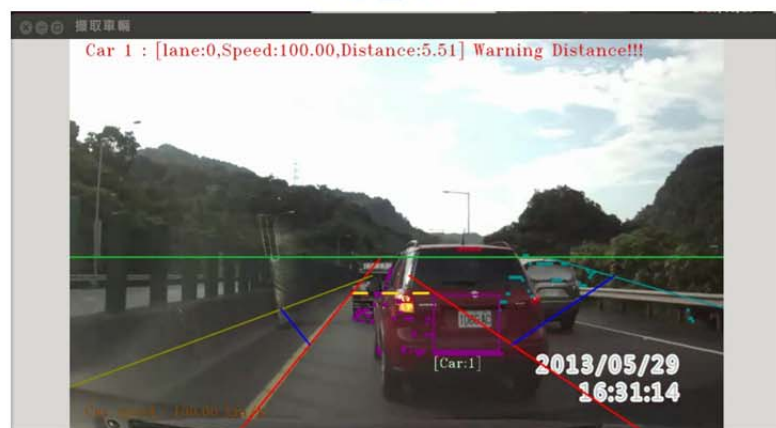 擷取車輛
Car 1 : [lane:0,Speed:100.00,Distance:5.51] Warning Distance!!!
[Car:1]
2013/05/29
16:31:14